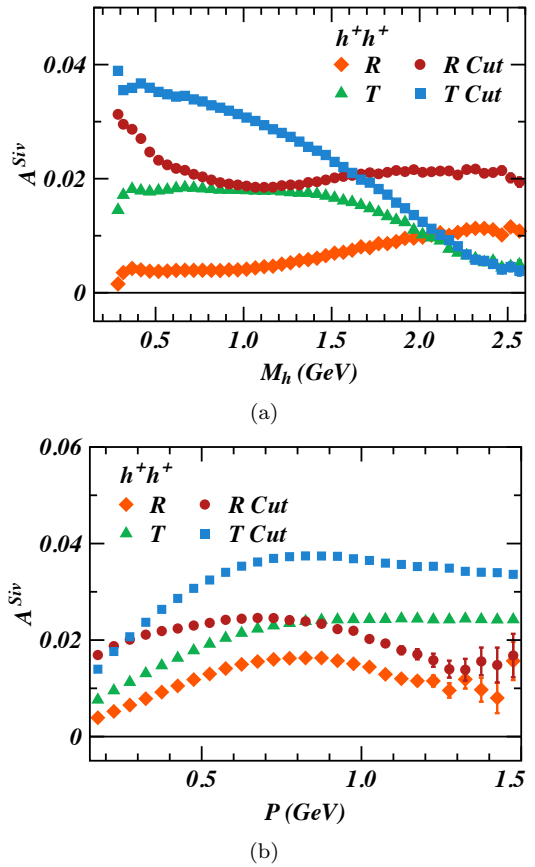 h⁺h⁺
R
R Cut
T
T Cut
0.04
0.02
0
A^{Siv}
0.5
1.0
1.5
2.0
2.5
M_h (GeV)
(a)
0.06
h⁺h⁺
R
R Cut
T
T Cut
0.04
0.02
0
A^{Siv}
0.5
1.0
1.5
P (GeV)
(b)